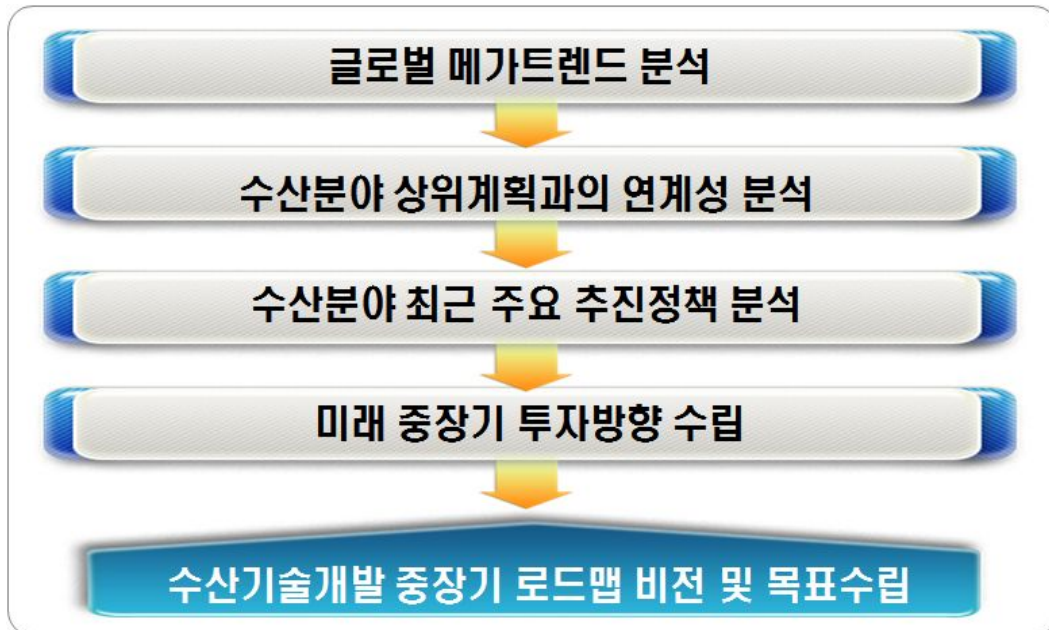 글로벌 메가트렌드 분석
수산분야 상위계획과의 연계성 분석
수산분야 최근 주요 추진정책 분석
미래 중장기 투자방향 수립
수산기술개발 중장기 로드맵 비전 및 목표수립